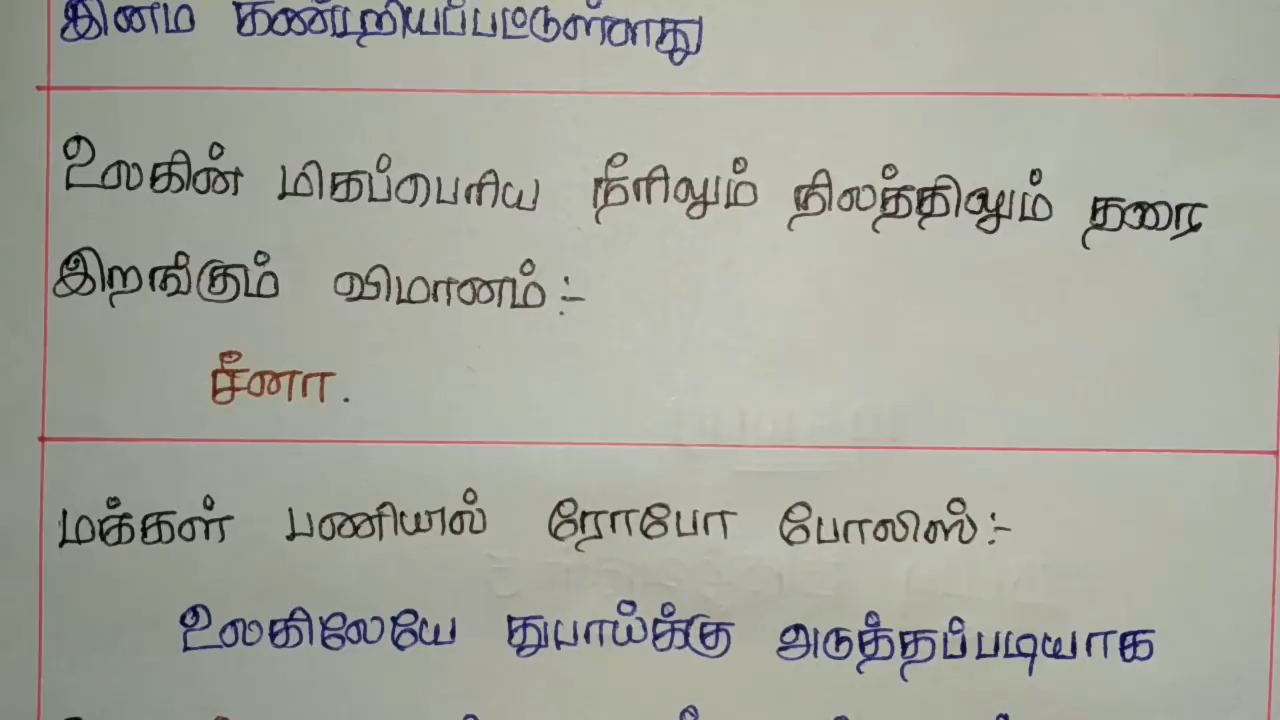 இனம் கண்டறியப்பட்டுள்ளது
உலகின் மிகப்பெரிய நீரிலும் நிலத்திலும் தரை
இறங்கும் விமானம்:-
சீனா.
மக்கள் பணியில் ரோபோ போலிஸ்:-
உலகிலேயே துபாய்க்கு அடுத்தப்படியாக